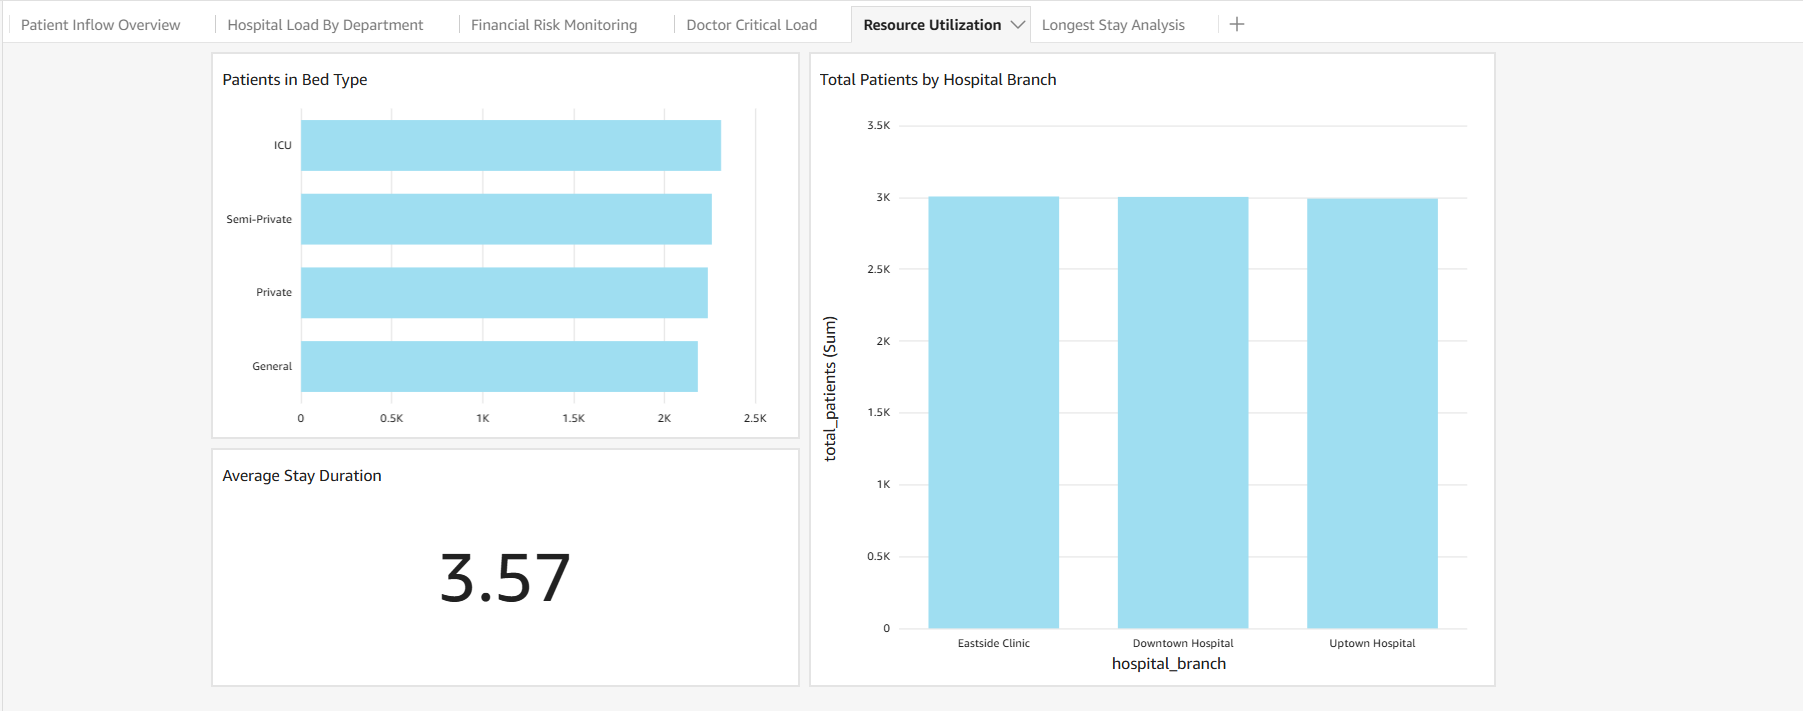 Patient Inflow Overview
Hospital Load By Department
Financial Risk Monitoring
Doctor Critical Load
Resource Utilization
Longest Stay Analysis
Patients in Bed Type
ICU
Semi-Private
Private
General
0 0.5K 1K 1.5K 2K 2.5K
Average Stay Duration
3.57
Total Patients by Hospital Branch
total_patients (Sum)
3.5K
3K
2.5K
2K
1.5K
1K
0.5K
0
Eastside Clinic Downtown Hospital Uptown Hospital
hospital_branch